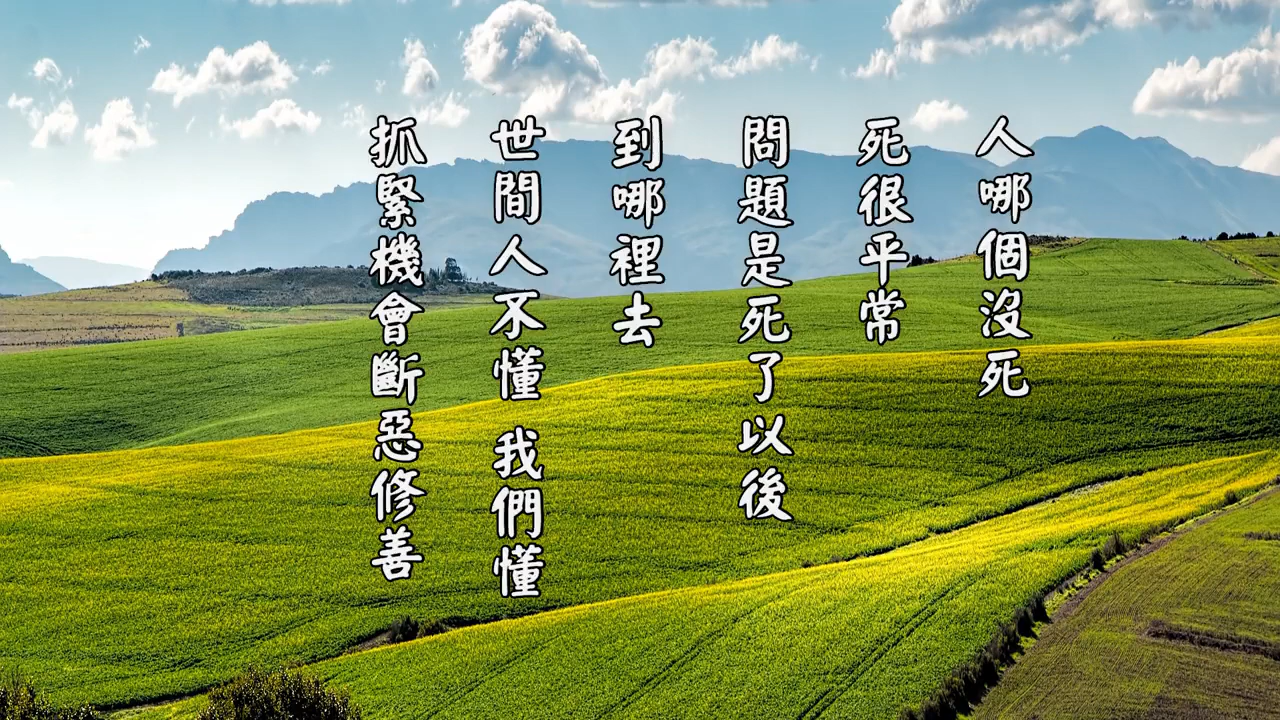 人哪個沒死
死很平常
問題是死了以後
到哪裡去
世間人不懂 我們懂
抓緊機會斷惡修善